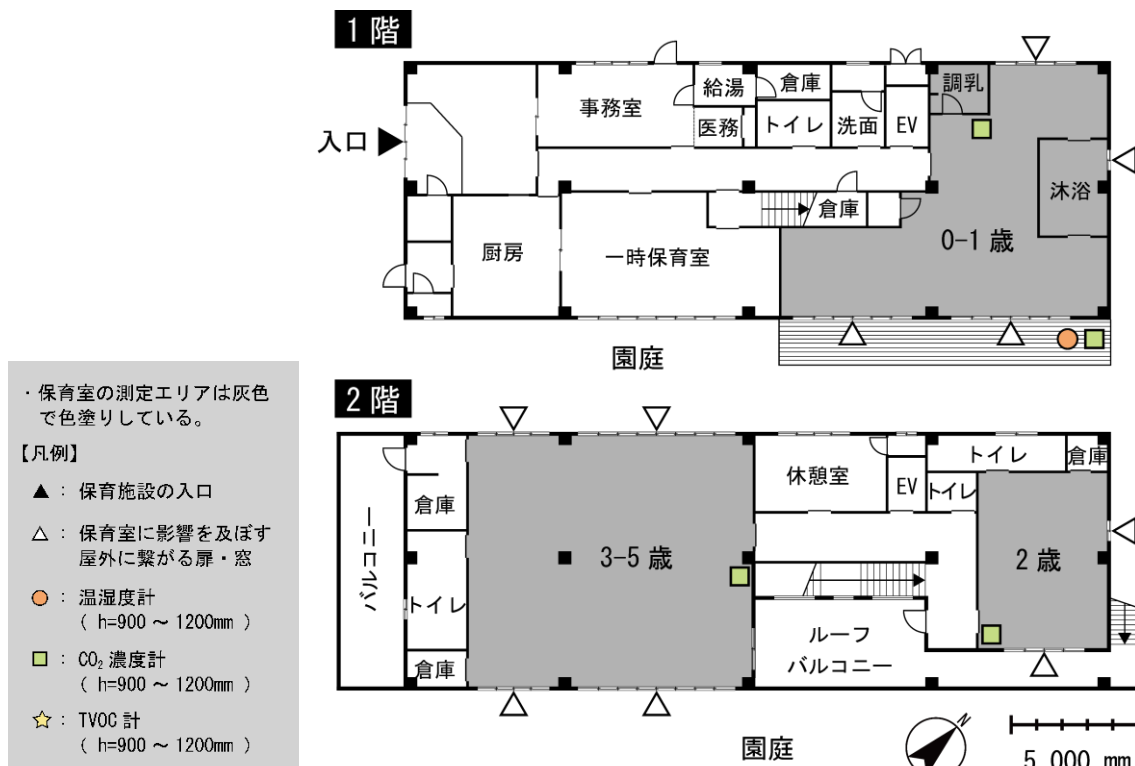 1階
入口
事務室
給湯
倉庫
調乳
医務
トイレ
洗面
EV
沐浴
厨房
一時保育室
倉庫
0-1 歳
園庭
・保育室の測定エリアは灰色
で色塗りしている。
【凡例】
▲ : 保育施設の入口
△ : 保育室に影響を及ぼす
屋外に繋がる扉・窓
: 温湿度計
( h=900 ～ 1200mm )
: CO₂ 濃度計
( h=900 ～ 1200mm )
☆ : TVOC 計
( h=900 ～ 1200mm )
2階
バルコニー
倉庫
トイレ
倉庫
3-5 歳
休憩室
EV
トイレ
トイレ
倉庫
2 歳
ルーフ
バルコニー
園庭
N
5,000 mm